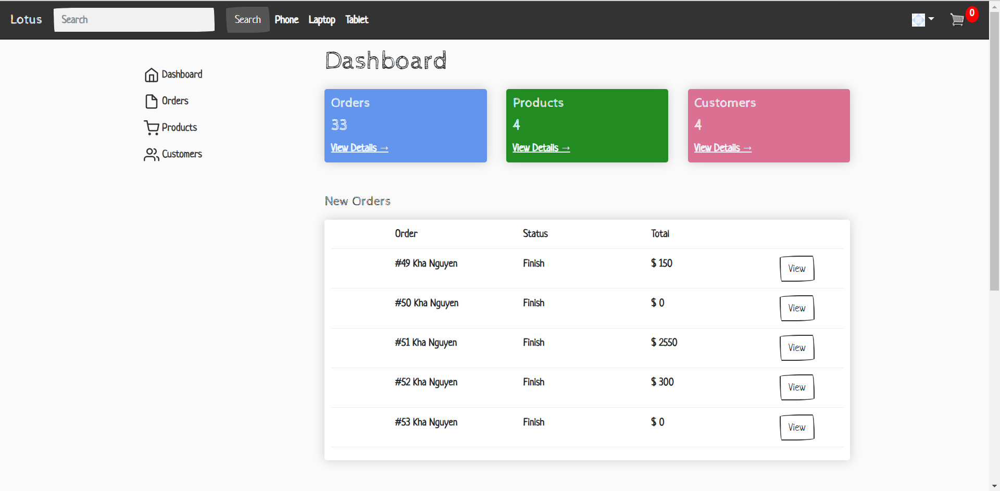 Lotus Search Search Phone Laptop Tablet 0
Dashboard
Orders
Products
Customers
Dashboard
Orders
33
View Details →
Products
4
View Details →
Customers
4
View Details →
New Orders
Order Status Total
#49 Kha Nguyen Finish $ 150 View
#50 Kha Nguyen Finish $ 0 View
#51 Kha Nguyen Finish $ 2550 View
#52 Kha Nguyen Finish $ 300 View
#53 Kha Nguyen Finish $ 0 View